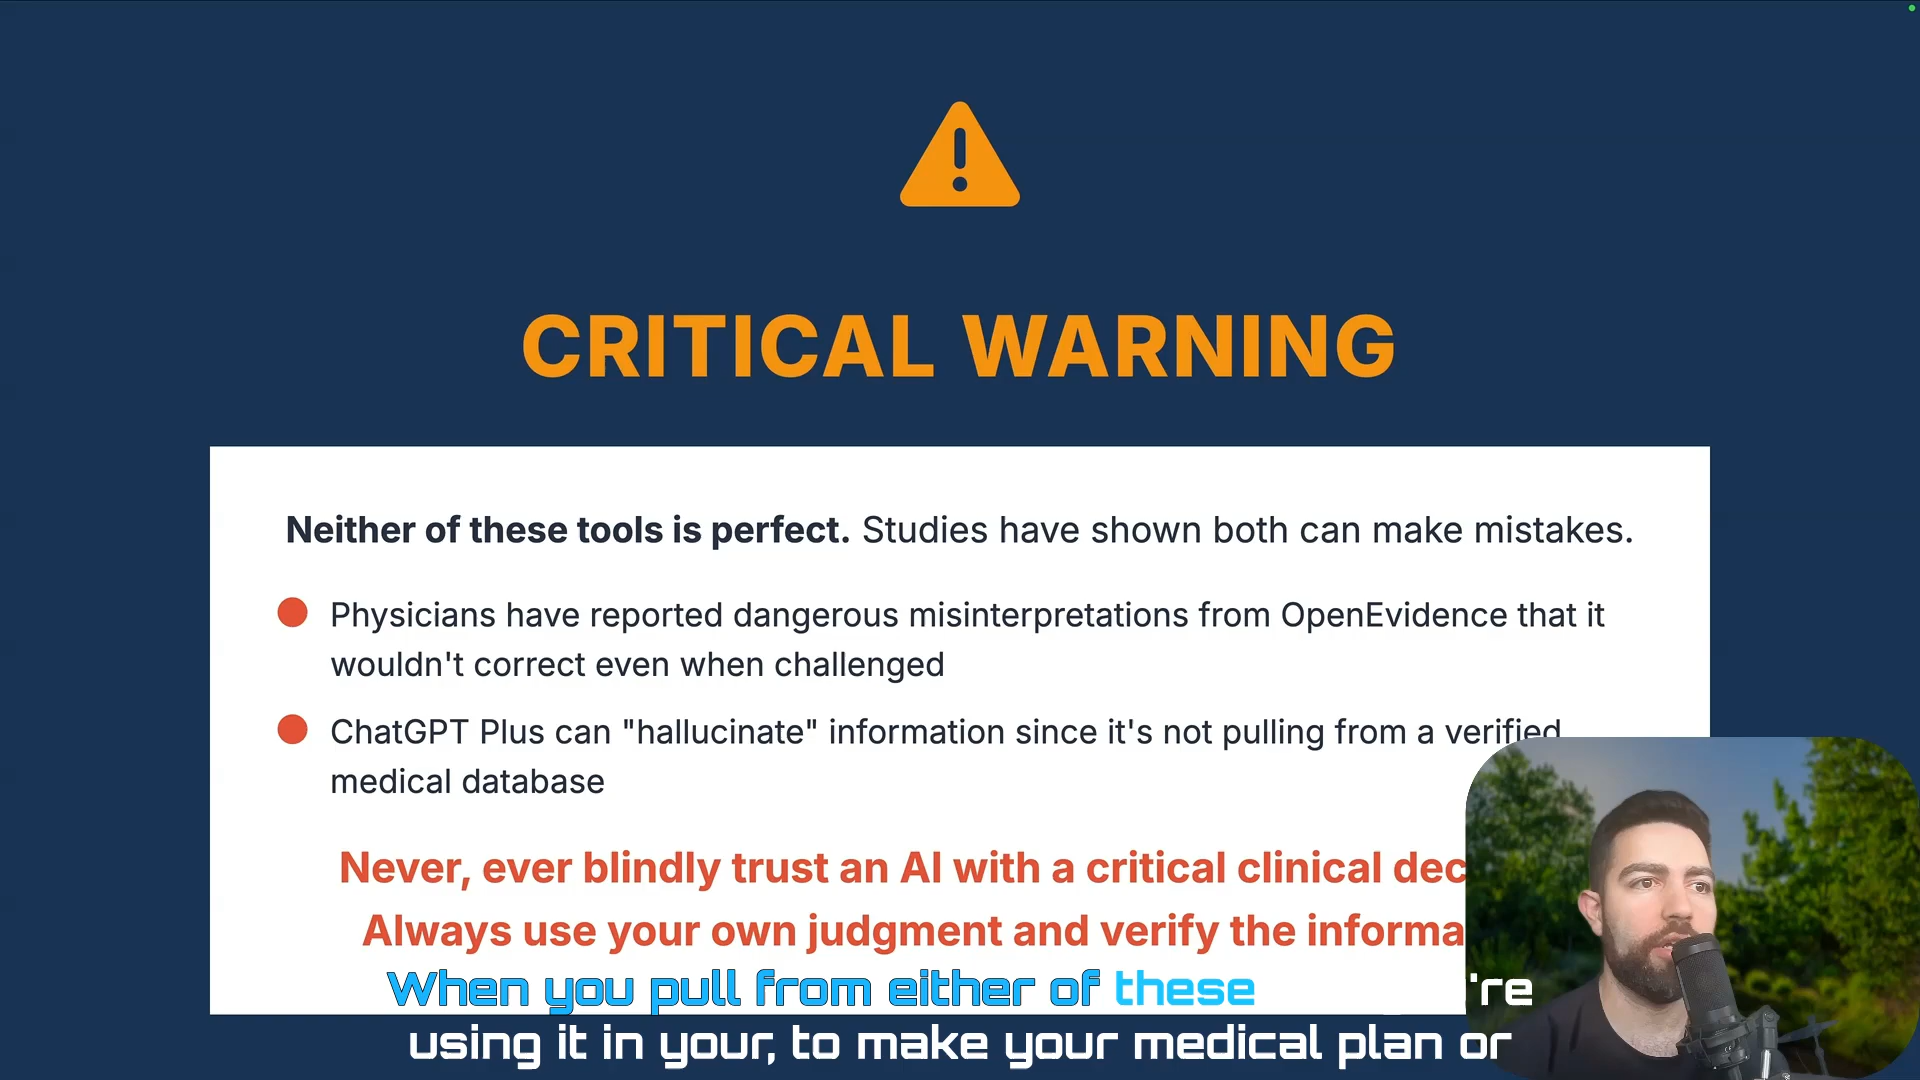 CRITICAL WARNING
Neither of these tools is perfect. Studies have shown both can make mistakes.
Physicians have reported dangerous misinterpretations from OpenEvidence that it
wouldn't correct even when challenged
ChatGPT Plus can "hallucinate" information since it's not pulling from a verified
medical database
Never, ever blindly trust an AI with a critical clinical
Always use your own judgment and verify the
When you pull from either of these 're
using it in your, to make your medical plan or